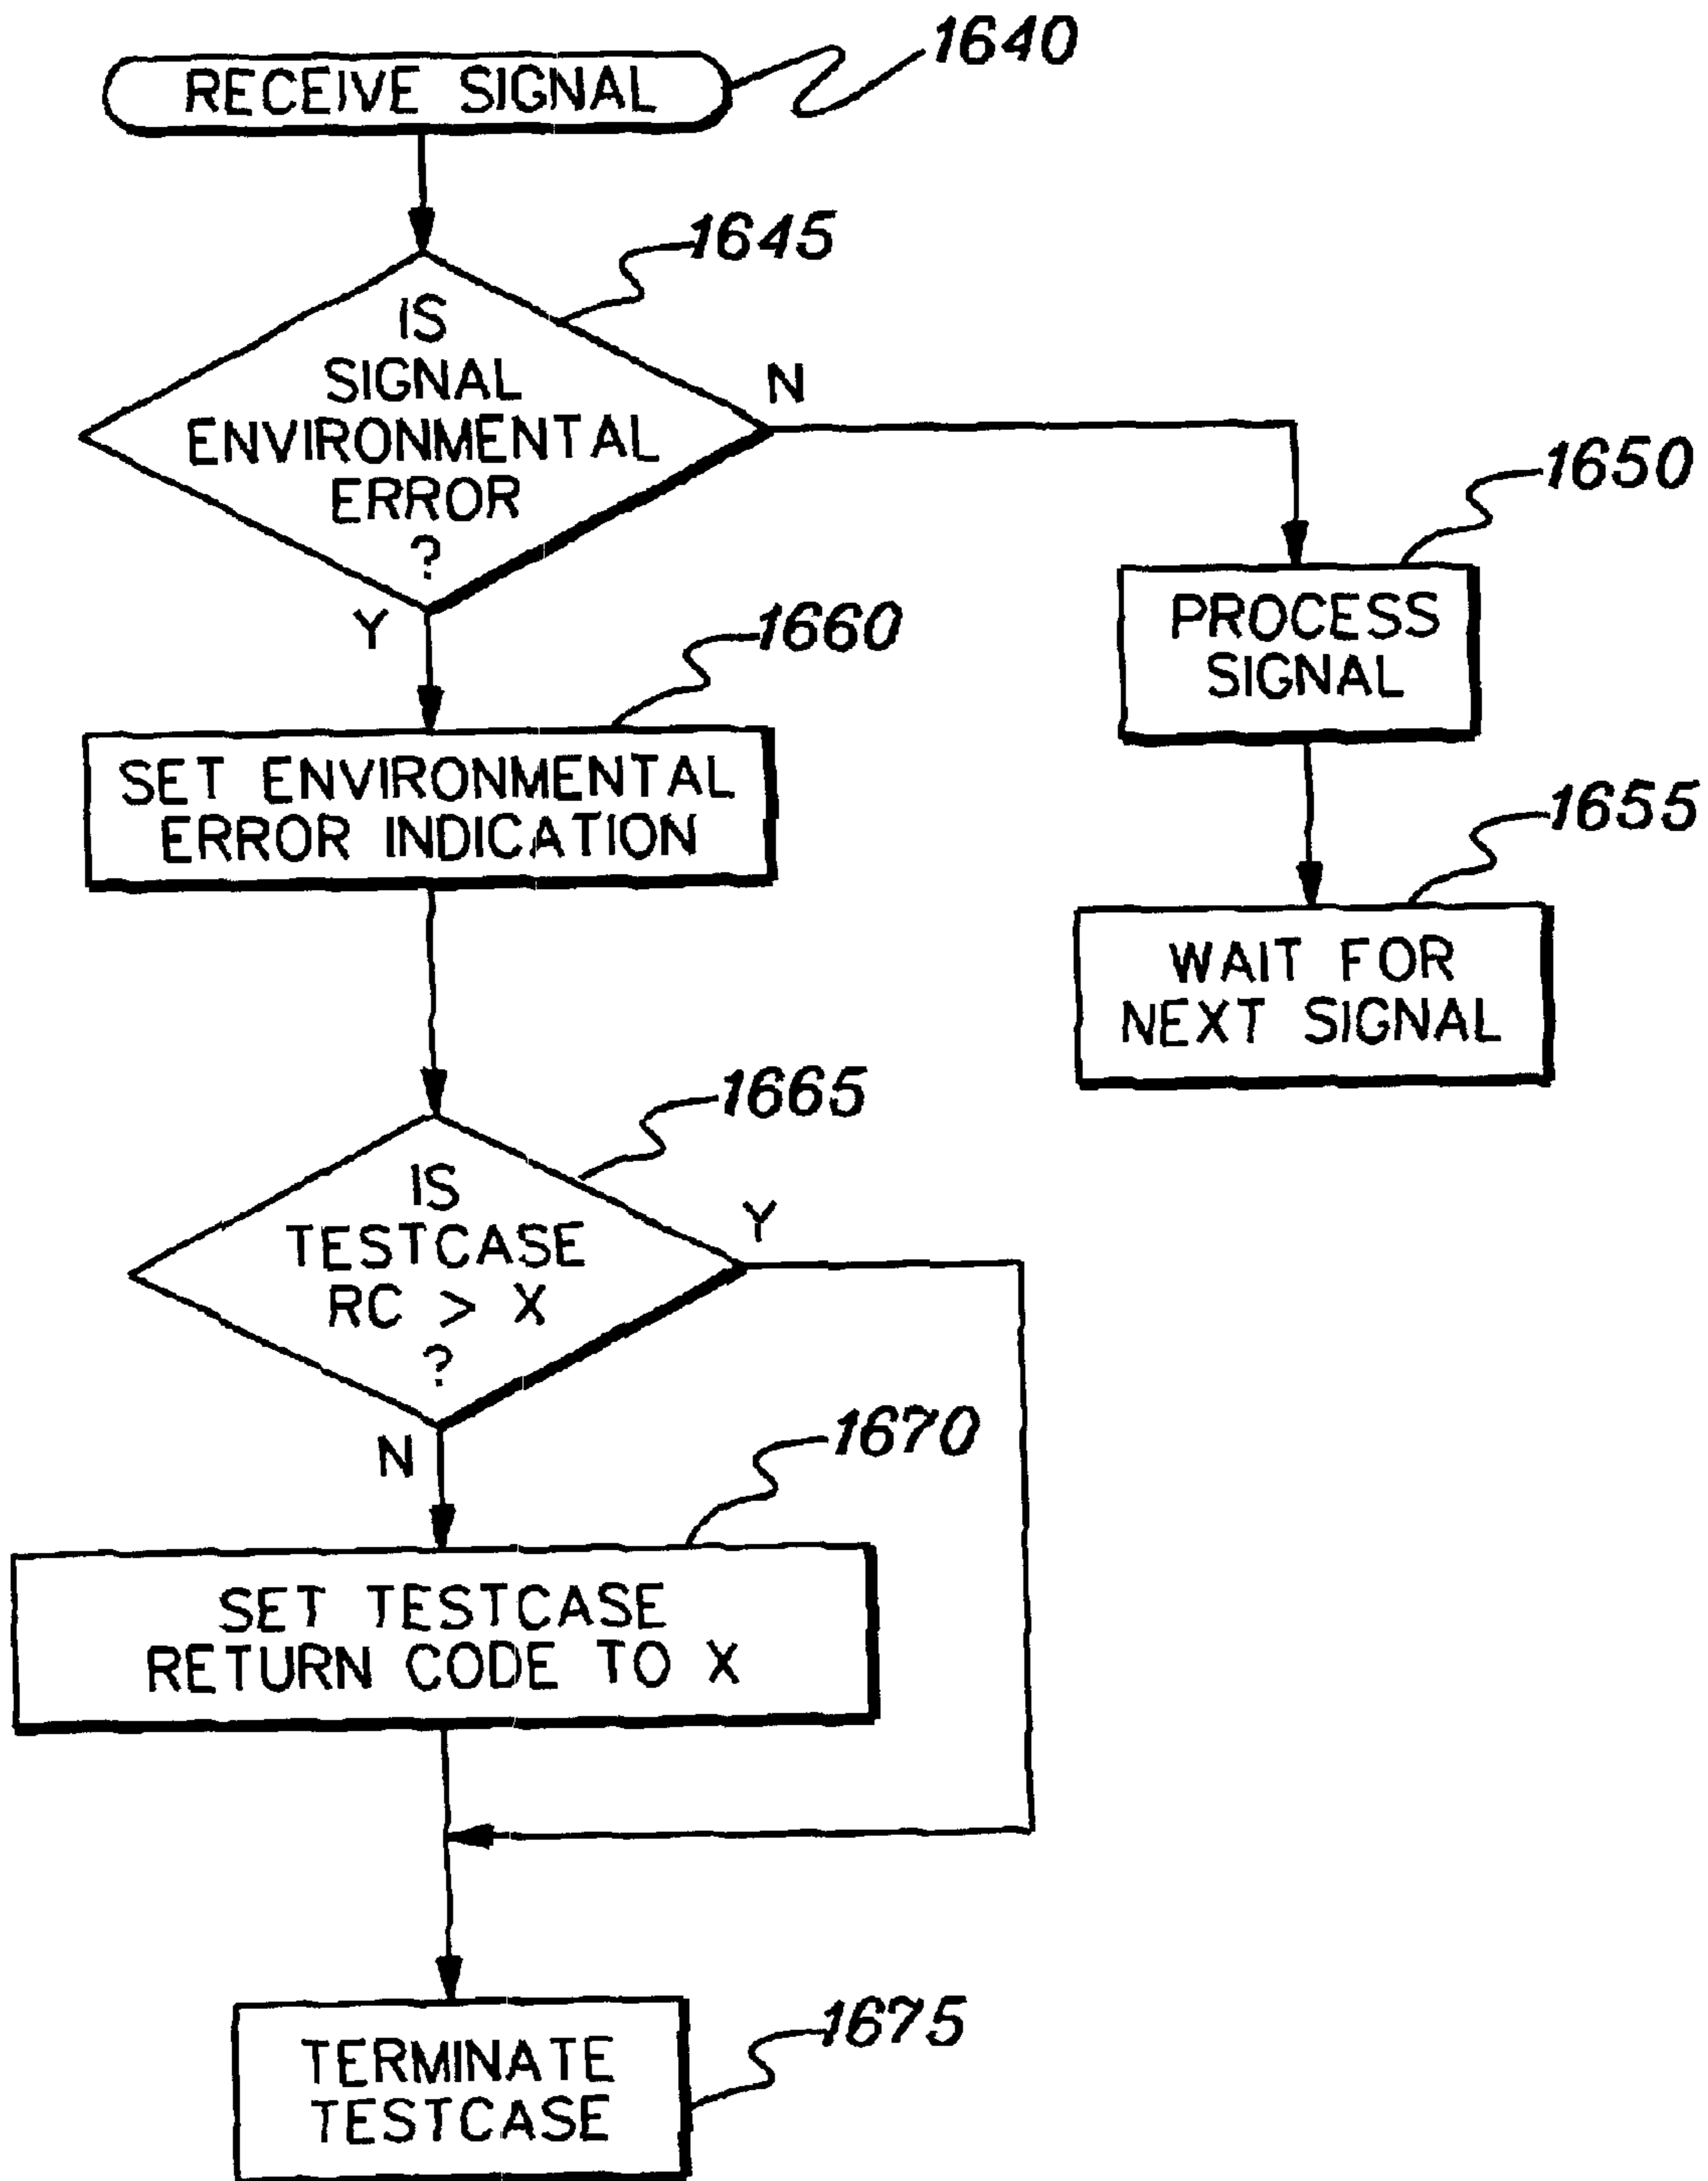 1640
RECEIVE SIGNAL
1645
IS
SIGNAL
ENVIRONMENTAL
ERROR
?
N
Y
1650
PROCESS
SIGNAL
1660
SET ENVIRONMENTAL
ERROR INDICATION
1655
WAIT FOR
NEXT SIGNAL
1665
IS
TESTCASE
RC > X
?
Y
N
1670
SET TESTCASE
RETURN CODE TO X
1675
TERMINATE
TESTCASE